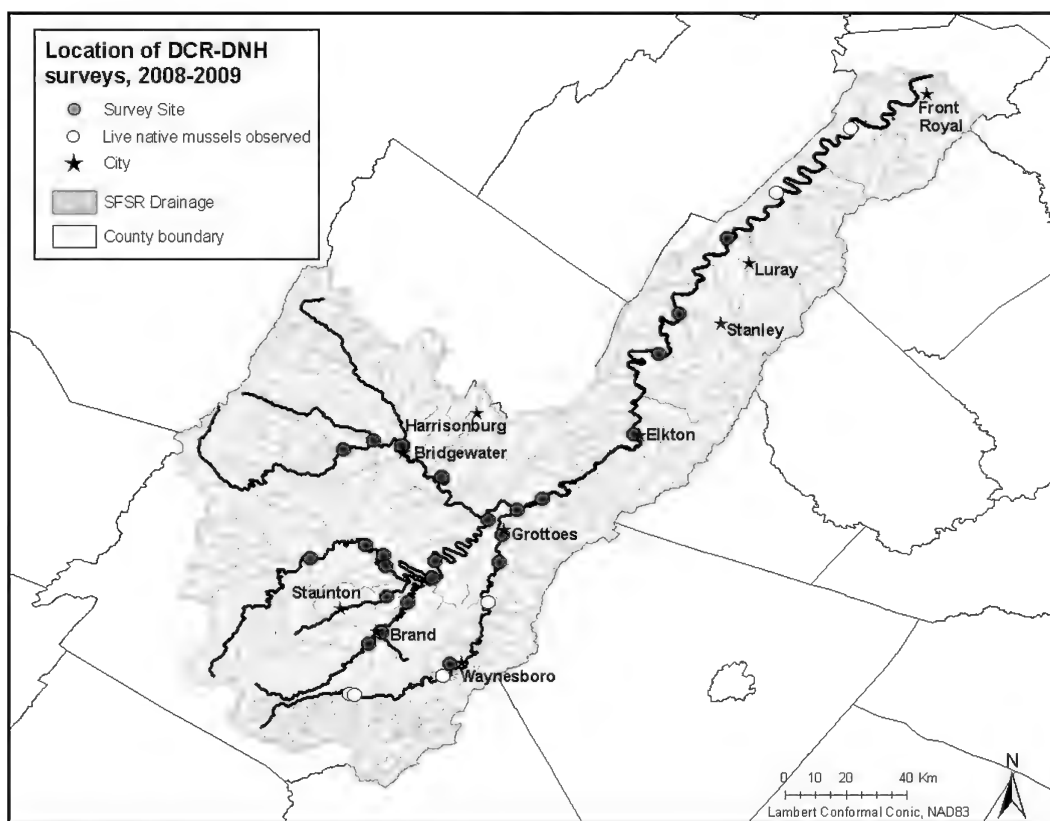 Location of DCR-DNH
surveys, 2008-2009
Survey Site
Live native mussels observed
City
SFSR Drainage
County boundary
Front
Royal
Luray
Stanley
Harrisonburg
Bridgewater
Elkton
Grottoes
Staunton
Brand
Waynesboro
N
0 10 20 40 Km
Lambert Conformal Conic, NAD83